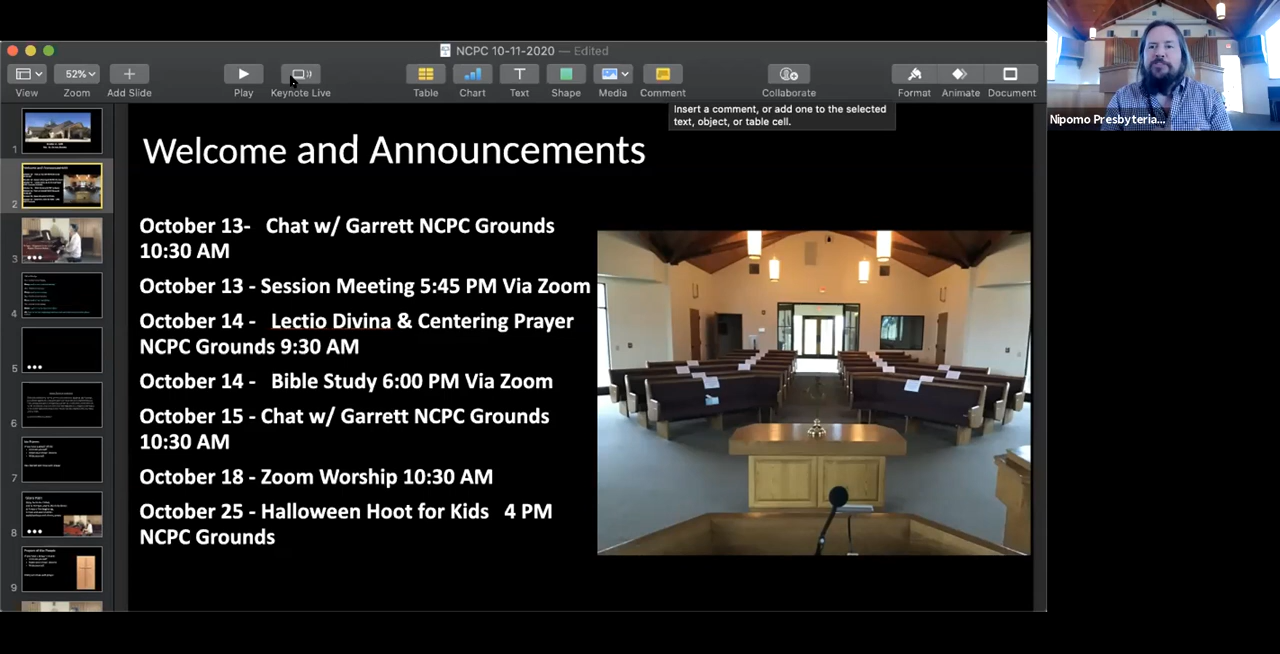 NCPC 10-11-2020 — Edited
View
52%
Zoom
Add Slide
Play
Keynote Live
Table
Chart
Text
Shape
Media
Comment
Collaborate
Format
Animate
Document
Insert a comment, or add one to the selected
text, object, or table cell.
Nipomo Presbyteria...
1
2
3
4
5
6
7
8
9
Welcome and Announcements
October 13-   Chat w/ Garrett NCPC Grounds
10:30 AM
October 13 - Session Meeting 5:45 PM Via Zoom
October 14 -   Lectio Divina & Centering Prayer
NCPC Grounds 9:30 AM
October 14 -   Bible Study 6:00 PM Via Zoom
October 15 - Chat w/ Garrett NCPC Grounds
10:30 AM
October 18 - Zoom Worship 10:30 AM
October 25 - Halloween Hoot for Kids   4 PM
NCPC Grounds